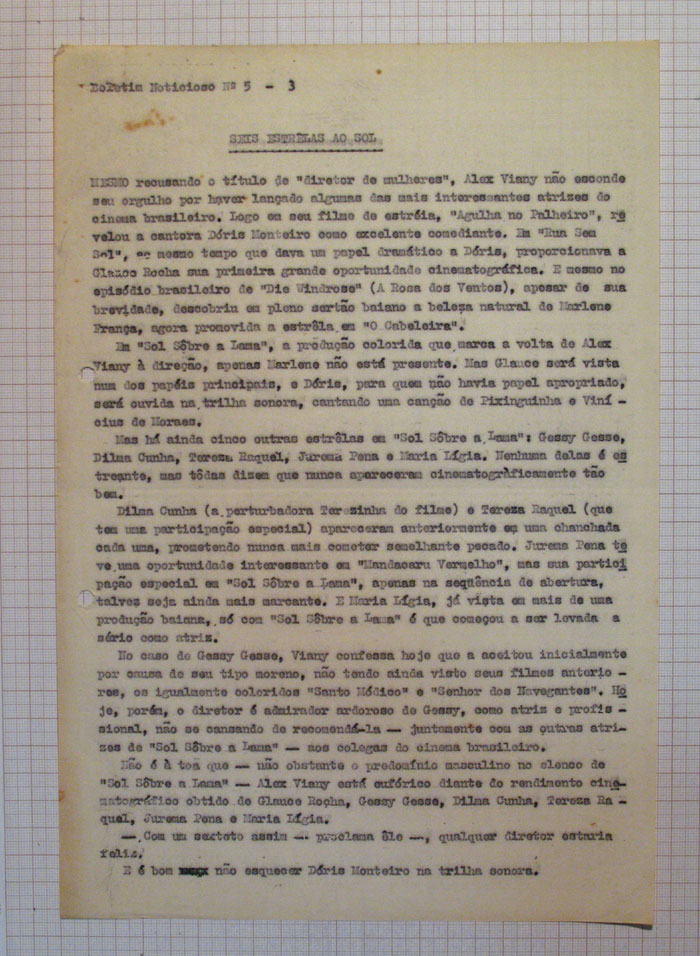 Boletim Noticioso Nº 5 - 3
SEIS ESTRÊLAS AO SOL
MESMO recusando o título de "diretor de mulheres", Alex Viany não esconde
seu orgulho por haver lançado algumas das mais interessantes atrizes do
cinema brasileiro. Logo em seu filme de estréia, "Agulha no Palheiro", re
velou a cantora Dóris Monteiro como excelente comediante. Em "Rua Sem
Sol", ao mesmo tempo que dava um papel dramático a Dóris, proporcionava a
Glauce Rocha sua primeira grande oportunidade cinematográfica. E mesmo no
episódio brasileiro de "Die Windrose" (A Rosa dos Ventos), apesar de sua
brevidade, descobriu em pleno sertão baiano a beleza natural de Marlene
França, agora promovida a estrêla em "O Cabeleira".
Em "Sol Sôbre a Lama", a produção colorida que marca a volta de Alex
Viany à direção, apenas Marlene não está presente. Mas Glauce será vista
num dos papéis principais, e Dóris, para quem não havia papel apropriado,
será ouvida na trilha sonora, cantando uma canção de Pixinguinha e Viní -
cius de Moraes.
Mas há ainda cinco outras estrêlas em "Sol Sôbre a Lama": Gessy Gesse,
Dilma Cunha, Tereza Raquel, Jurema Pena e Maria Lígia. Nenhuma delas é es
treante, mas tôdas dizem que nunca apareceram cinematogràficamente tão
bem.
Dilma Cunha (a perturbadora Terezinha do filme) e Tereza Raquel (que
tem uma participação especial) apareceram anteriormente em uma chanchada
cada uma, prometendo nunca mais cometer semelhante pecado. Jurema Pena te
ve uma oportunidade interessante em "Mandacaru Vermelho", mas sua partici
pação especial em "Sol Sôbre a Lama", apenas na seqüência de abertura,
talvez seja ainda mais marcante. E Maria Lígia, já vista em mais de uma
produção baiana, só com "Sol Sôbre a Lama" é que começou a ser levada a
sério como atriz.
No caso de Gessy Gesse, Viany confessa hoje que a aceitou inicialmente
por causa de seu tipo moreno, não tendo ainda visto seus filmes anterio -
res, os igualmente coloridos "Santo Módico" e "Senhor dos Navegantes". Ho
je, porém, o diretor é admirador ardoroso de Gessy, como atriz e profis -
sional, não se cansando de recomendá-la — juntamente com as outras atri-
zes de "Sol Sôbre a Lama" — aos colegas do cinema brasileiro.
Não é à toa que — não obstante o predomínio masculino no elenco de
"Sol Sôbre a Lama" — Alex Viany está eufórico diante do rendimento cine-
matográfico obtido de Glauce Rocha, Gessy Gesse, Dilma Cunha, Tereza Ra -
quel, Jurema Pena e Maria Lígia.
— Com um sexteto assim — proclama êle —, qualquer diretor estaria
feliz.
E é bom não esquecer Dóris Monteiro na trilha sonora.